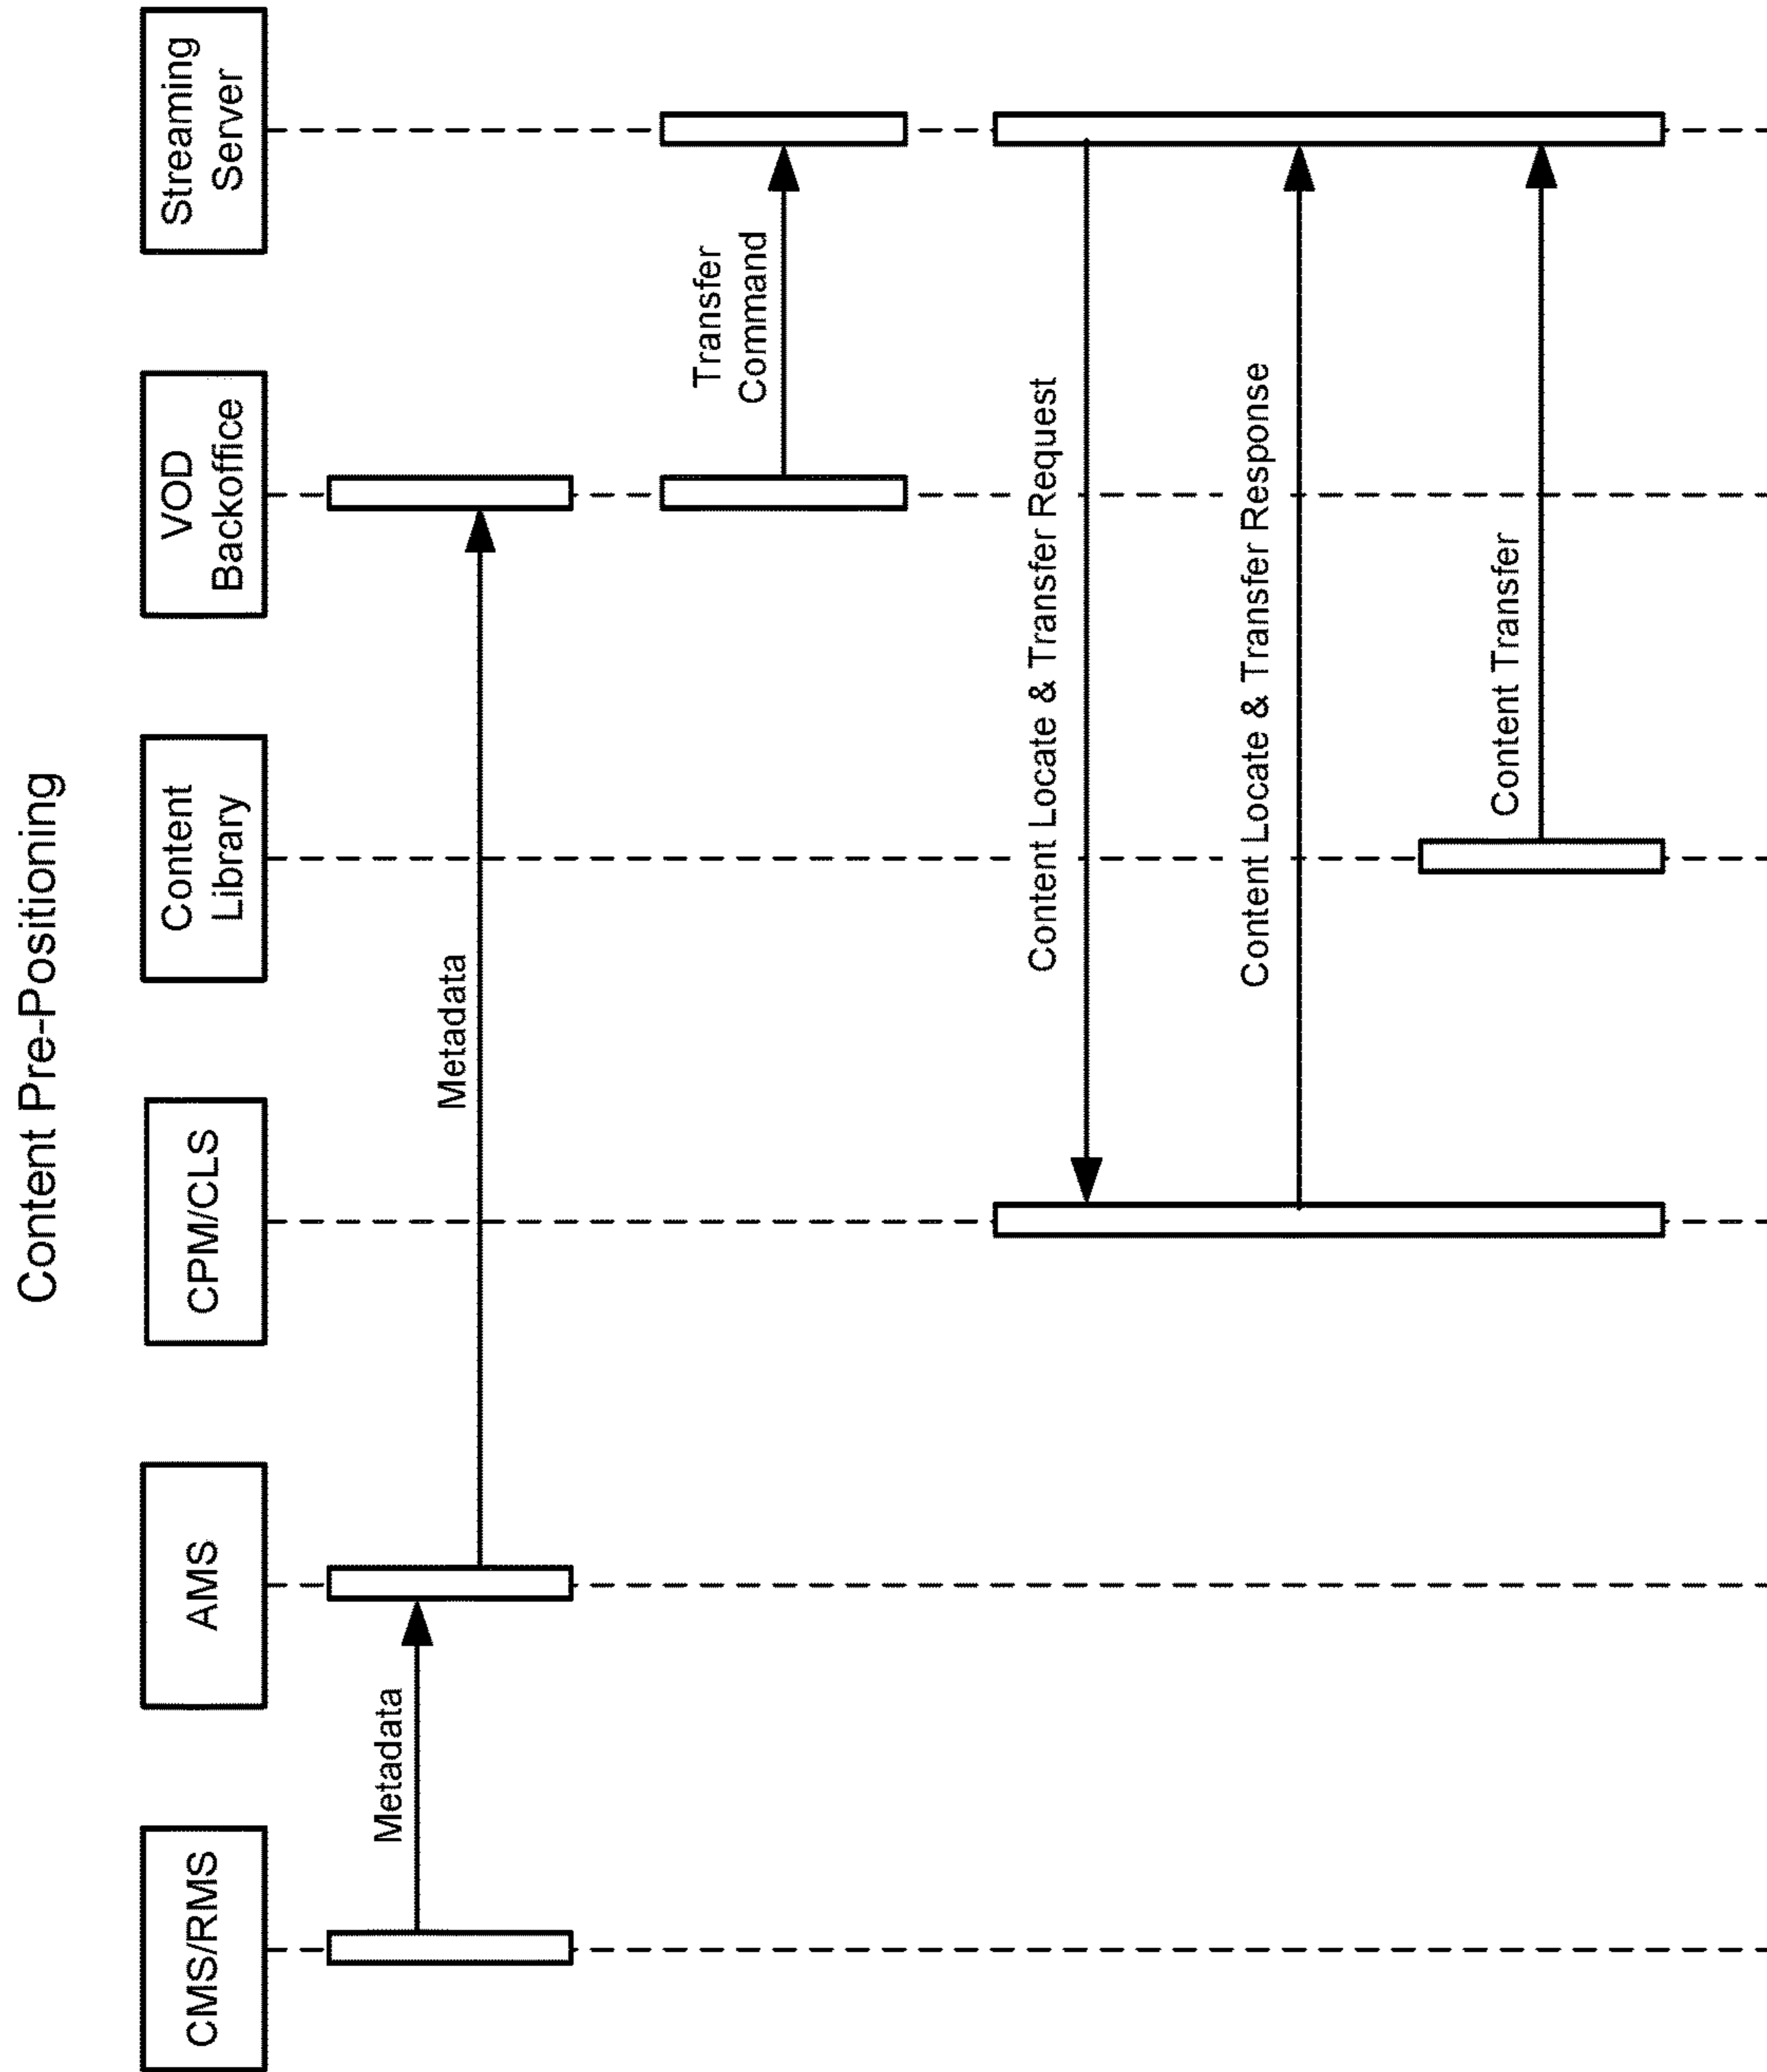 Content Pre-Positioning
CMS/RMS
AMS
CPM/CLS
Content
Library
VOD
Backoffice
Streaming
Server
Metadata
Metadata
Transfer
Command
Content Locate & Transfer Request
Content Locate & Transfer Response
Content Transfer